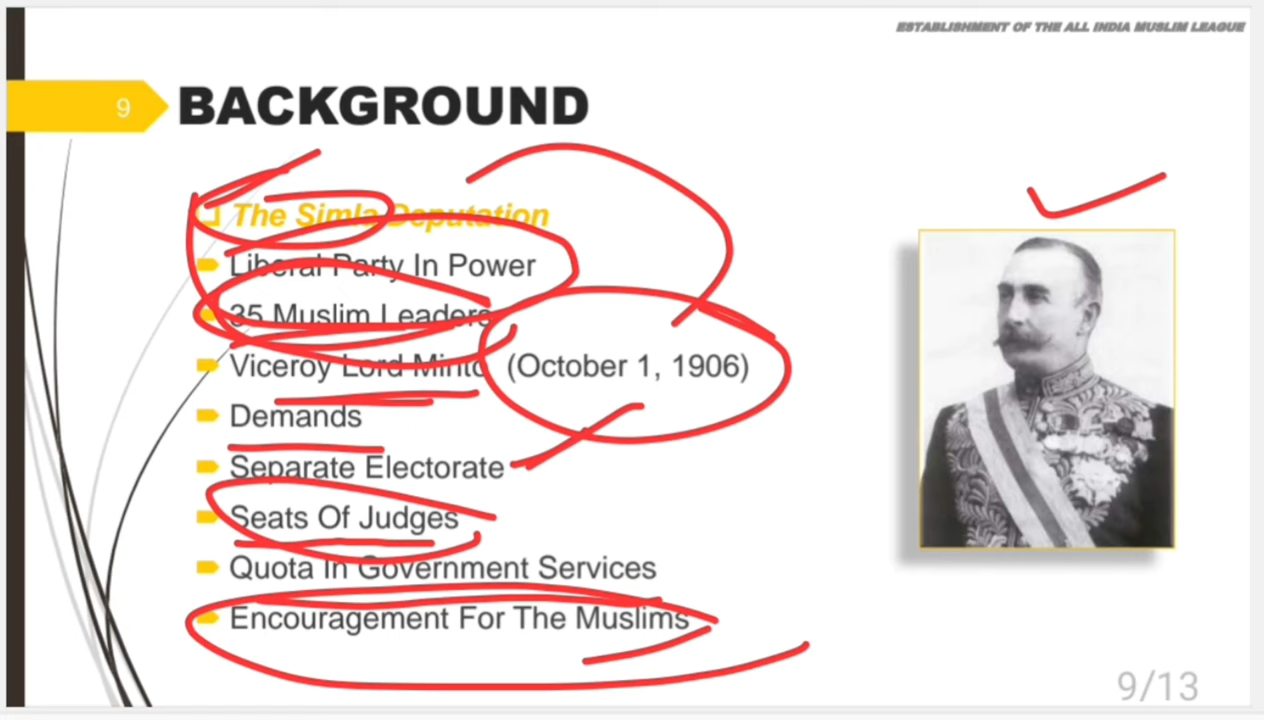 ESTABLISHMENT OF THE ALL INDIA MUSLIM LEAGUE
9
BACKGROUND
The Simla Deputation
Liberal Party In Power
35 Muslim Leaders
Viceroy Lord Minto (October 1, 1906)
Demands
Separate Electorate
Seats Of Judges
Quota In Government Services
Encouragement For The Muslims
9/13